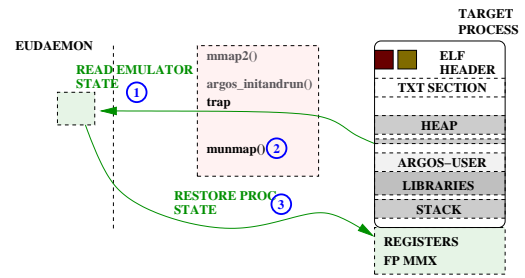 TARGET
PROCESS
EUDAEMON
mmap2()
ELF
HEADER
READ EMULATOR
STATE
1
argos_initandrun()
trap
TXT SECTION
HEAP
munmap()
2
ARGOS-USER
LIBRARIES
RESTORE PROC
STATE
3
STACK
REGISTERS
FP MMX